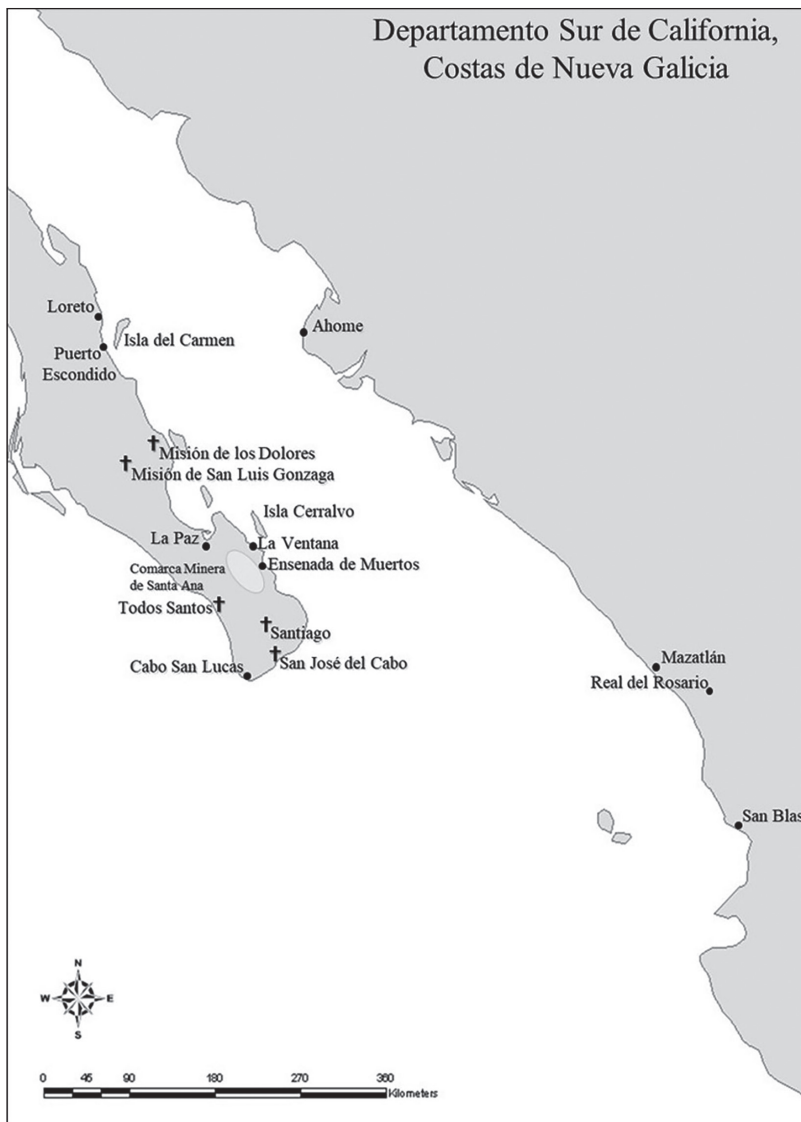 Departamento Sur de California,
Costas de Nueva Galicia
Loreto
Isla del Carmen
Ahome
Puerto
Escondido
Misión de los Dolores
Misión de San Luis Gonzaga
Isla Cerralvo
La Paz
La Ventana
Ensenada de Muertos
Comarca Minera
de Santa Ana
Todos Santos
Santiago
San José del Cabo
Cabo San Lucas
Mazatlán
Real del Rosario
San Blas
N
W
E
S
0 45 90 180 270 360
Kilometers